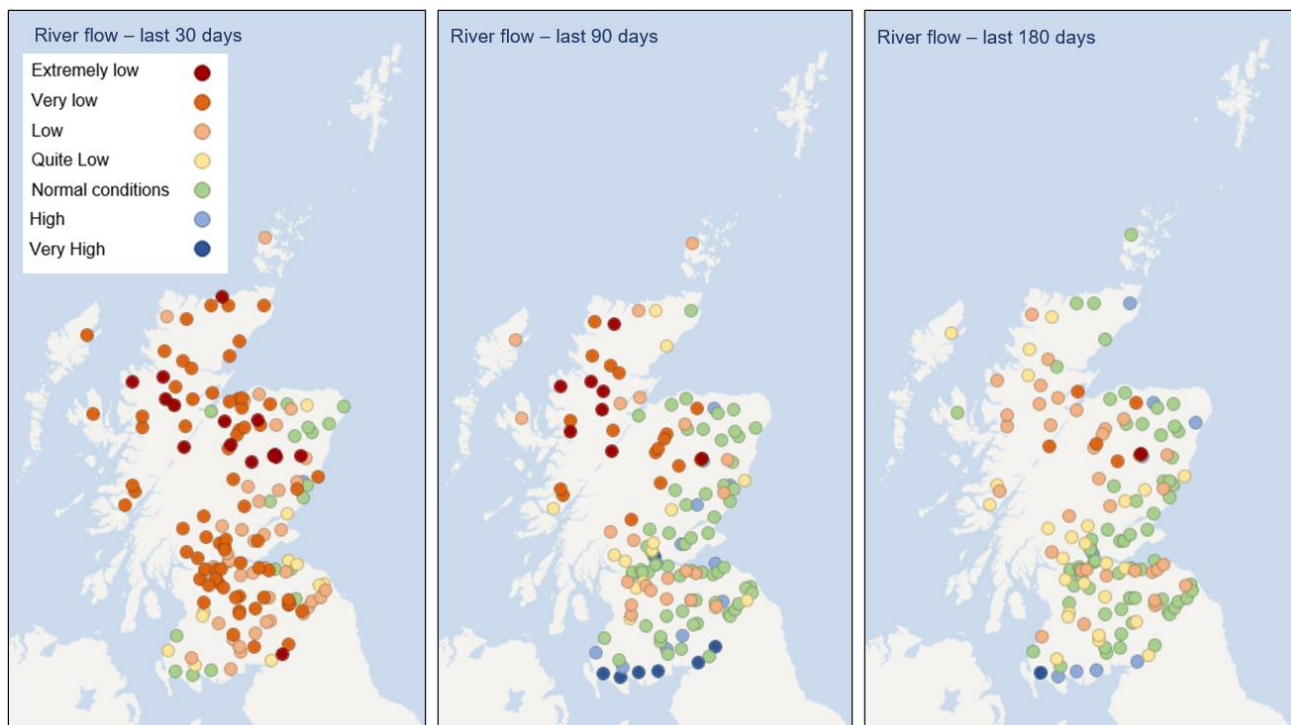 River flow – last 30 days
Extremely low
Very low
Low
Quite Low
Normal conditions
High
Very High
River flow – last 90 days
River flow – last 180 days